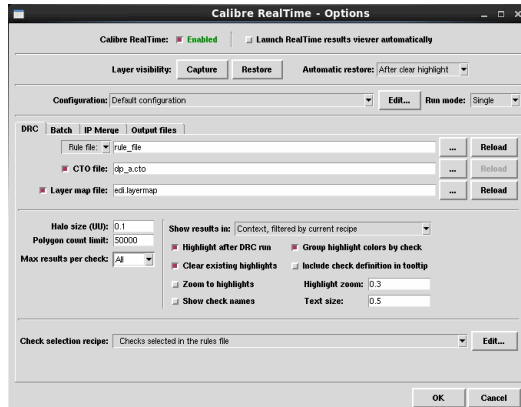 Calibre RealTime - Options
Calibre RealTime: Enabled Launch RealTime results viewer automatically
Layer visibility: Capture Restore Automatic restore: After clear highlight
Configuration: Default configuration Edit... Run mode: Single
DRC Batch IP Merge Output files
Rule file: rule_file ... Reload
CTO file: dp_a.cto ... Reload
Layer map file: edi.layermap ... Reload
Halo size (UU): 0.1 Show results in: Context, filtered by current recipe
Polygon count limit: 50000
Highlight after DRC run Group highlight colors by check
Max results per check: All Clear existing highlights Include check definition in tooltip
Zoom to highlights Highlight zoom: 0.3
Show check names Text size: 0.5
Check selection recipe: Checks selected in the rules file Edit...
OK Cancel